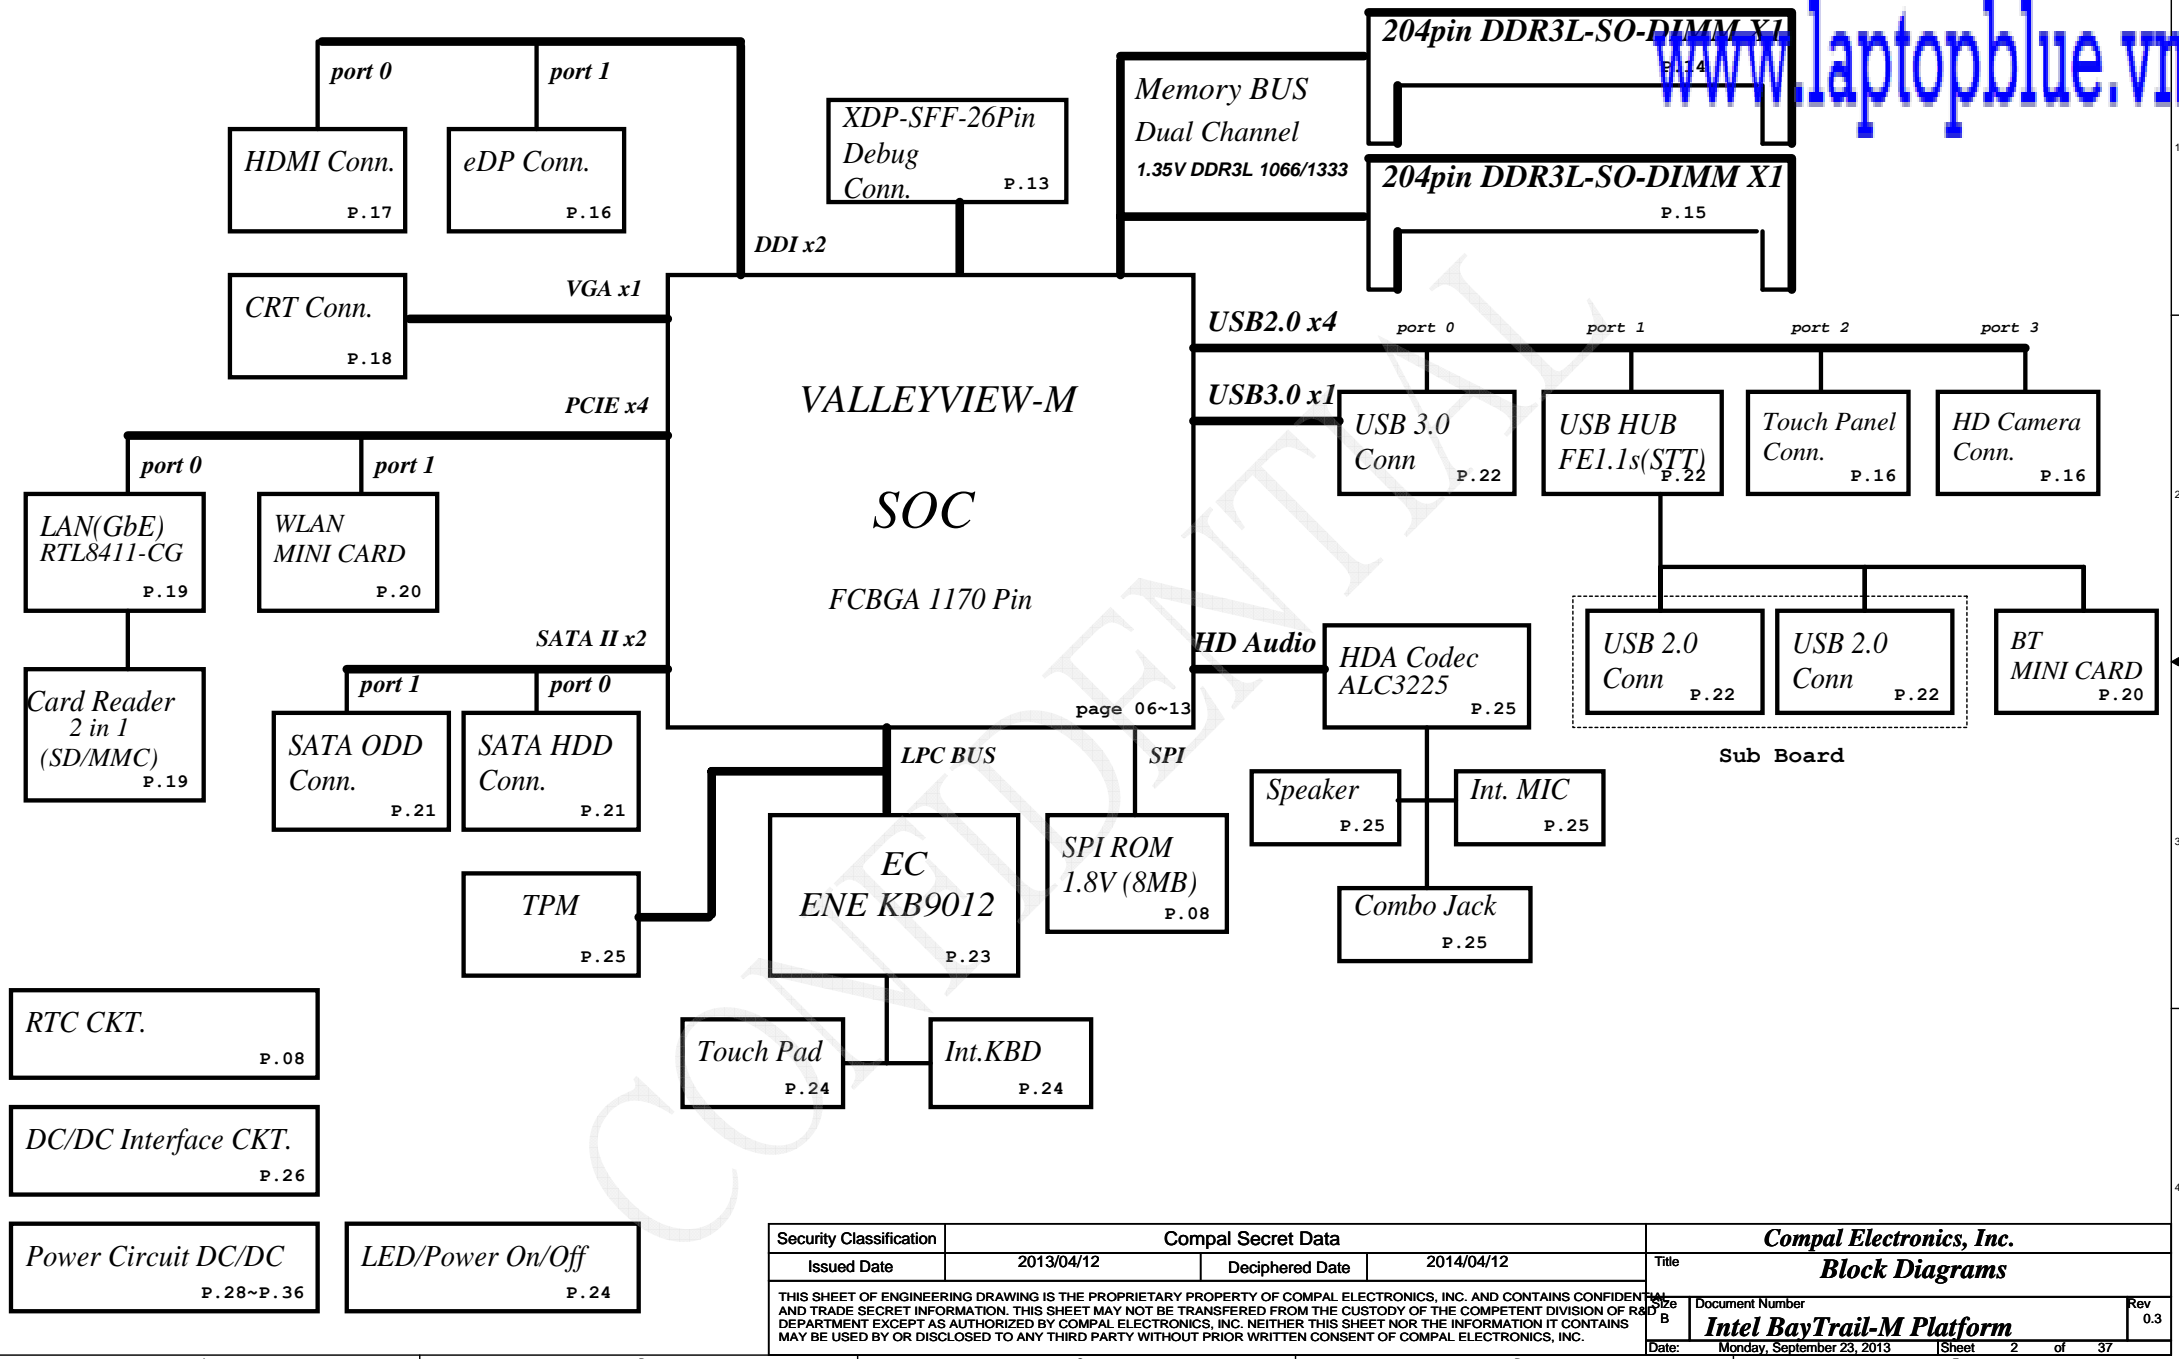 www.laptopblue.vn
204pin DDR3L-SO-DIMM X1
P.14
port 0
port 1
Memory BUS
Dual Channel
1.35V DDR3L 1066/1333
XDP-SFF-26Pin
Debug
Conn.
P.13
HDMI Conn.
P.17
eDP Conn.
P.16
204pin DDR3L-SO-DIMM X1
P.15
DDI x2
VGA x1
CRT Conn.
P.18
USB2.0 x4
port 0
port 1
port 2
port 3
USB3.0 x1
PCIE x4
VALLEYVIEW-M
SOC
FCBGA 1170 Pin
page 06~13
USB 3.0
Conn
P.22
USB HUB
FE1.1s(STT)
P.22
Touch Panel
Conn.
P.16
HD Camera
Conn.
P.16
port 0
port 1
LAN(GbE)
RTL8411-CG
P.19
WLAN
MINI CARD
P.20
SATA II x2
HD Audio
HDA Codec
ALC3225
P.25
USB 2.0
Conn
P.22
USB 2.0
Conn
P.22
BT
MINI CARD
P.20
Sub Board
Card Reader
2 in 1
(SD/MMC)
P.19
port 1
port 0
SATA ODD
Conn.
P.21
SATA HDD
Conn.
P.21
LPC BUS
SPI
Speaker
P.25
Int. MIC
P.25
EC
ENE KB9012
P.23
SPI ROM
1.8V (8MB)
P.08
TPM
P.25
Combo Jack
P.25
RTC CKT.
P.08
Touch Pad
P.24
Int.KBD
P.24
DC/DC Interface CKT.
P.26
Power Circuit DC/DC
P.28~P.36
LED/Power On/Off
P.24
CONFIDENTIAL
Security Classification
Compal Secret Data
Issued Date
2013/04/12
Deciphered Date
2014/04/12
THIS SHEET OF ENGINEERING DRAWING IS THE PROPRIETARY PROPERTY OF COMPAL ELECTRONICS, INC. AND CONTAINS CONFIDENTIAL
AND TRADE SECRET INFORMATION. THIS SHEET MAY NOT BE TRANSFERED FROM THE CUSTODY OF THE COMPETENT DIVISION OF R&D
DEPARTMENT EXCEPT AS AUTHORIZED BY COMPAL ELECTRONICS, INC. NEITHER THIS SHEET NOR THE INFORMATION IT CONTAINS
MAY BE USED BY OR DISCLOSED TO ANY THIRD PARTY WITHOUT PRIOR WRITTEN CONSENT OF COMPAL ELECTRONICS, INC.
Compal Electronics, Inc.
Title
Block Diagrams
Size
B
Document Number
Intel BayTrail-M Platform
Rev
0.3
Date:
Monday, September 23, 2013
Sheet
2 of 37
1
2
3
4